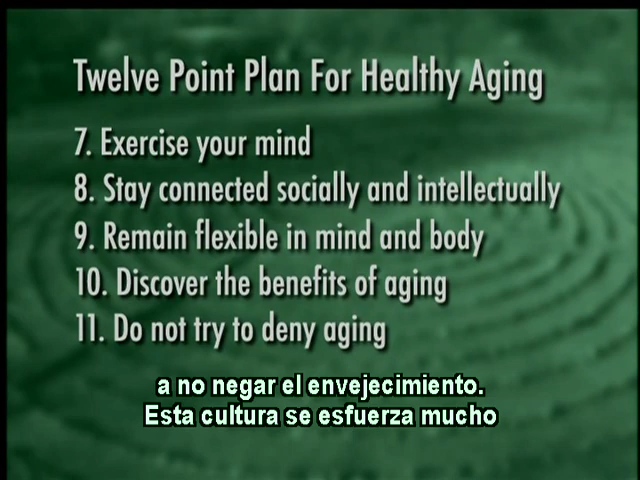 Twelve Point Plan For Healthy Aging
7. Exercise your mind
8. Stay connected socially and intellectually
9. Remain flexible in mind and body
10. Discover the benefits of aging
11. Do not try to deny aging
a no negar el envejecimiento.
Esta cultura se esfuerza mucho